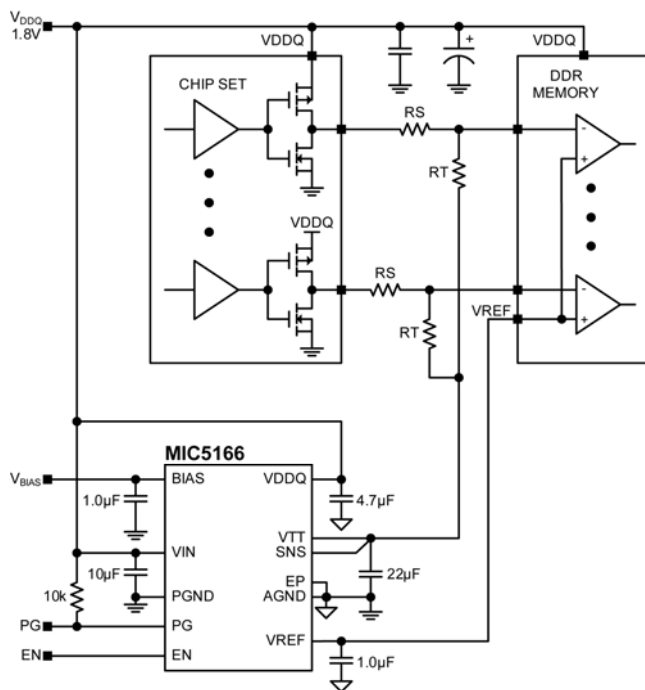 VDDQ
1.8V
VDDQ
VDDQ
CHIP SET
DDR
MEMORY
RS
-
RT
+
VDDQ
RS
-
VREF
+
RT
MIC5166
VBIAS
BIAS
VDDQ
1.0µF
4.7µF
VTT
SNS
VIN
10µF
22µF
EP
10k
PGND
AGND
PG
PG
VREF
EN
EN
1.0µF
+